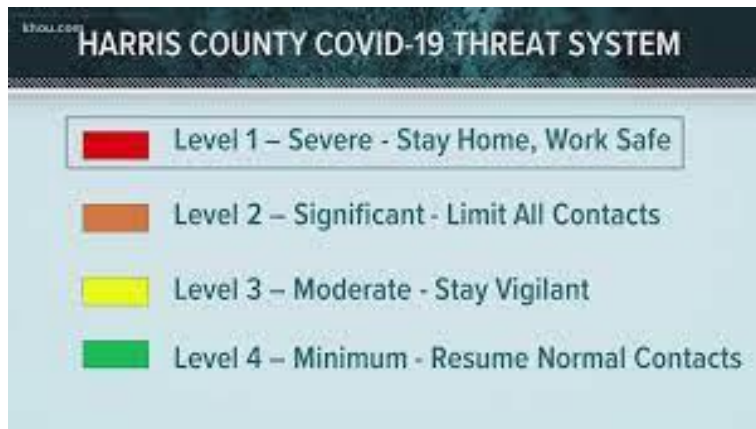 khou.com
HARRIS COUNTY COVID-19 THREAT SYSTEM
Level 1 – Severe - Stay Home, Work Safe
Level 2 – Significant - Limit All Contacts
Level 3 – Moderate - Stay Vigilant
Level 4 – Minimum - Resume Normal Contacts